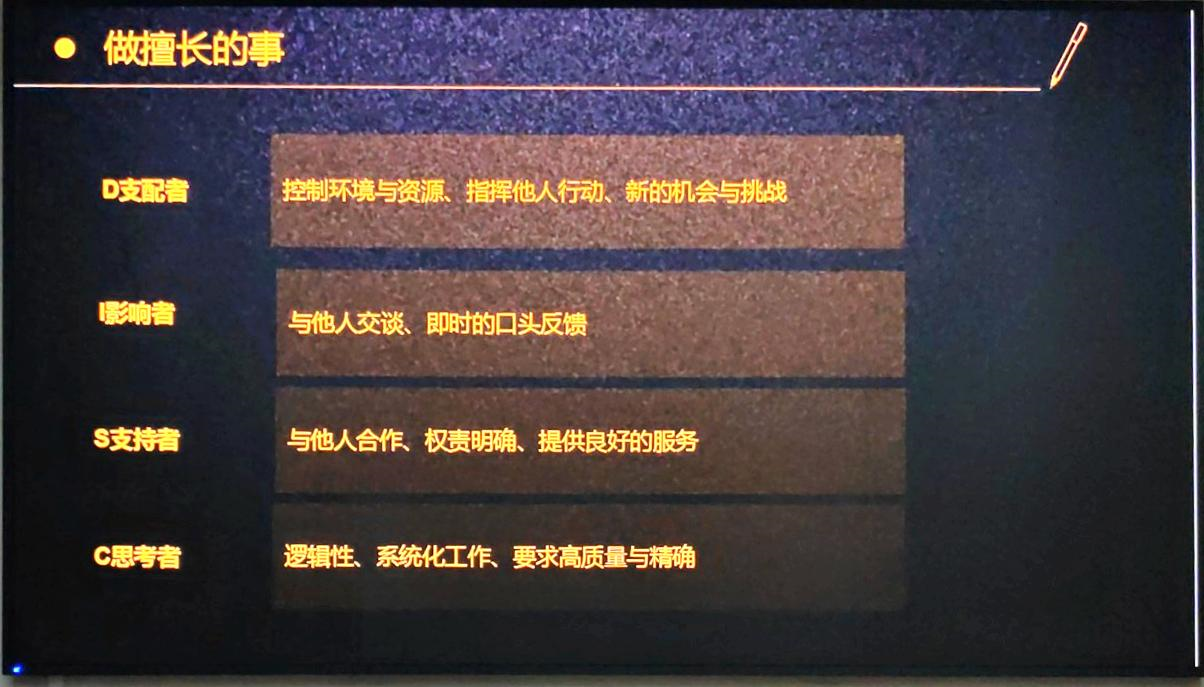 做擅长的事
D支配者
控制环境与资源、指挥他人行动、新的机会与挑战
I影响者
与他人交谈、即时的口头反馈
S支持者
与他人合作、权责明确、提供良好的服务
C思考者
逻辑性、系统化工作、要求高质量与精确